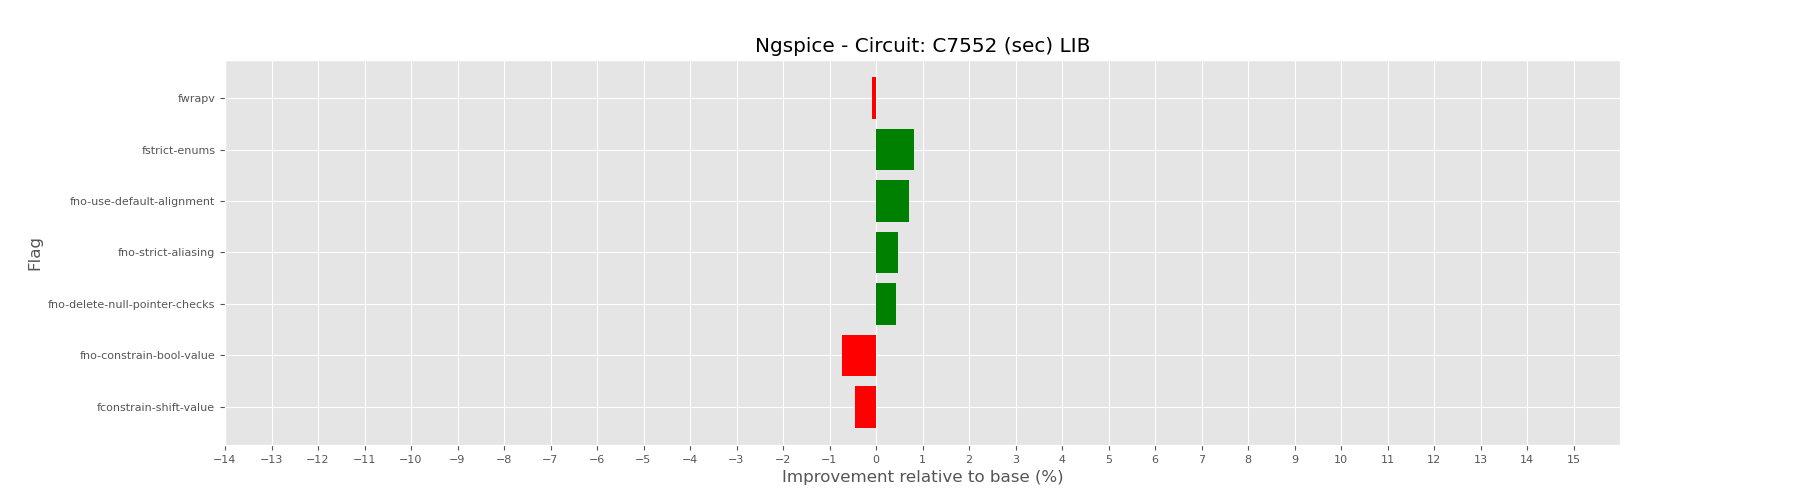 Ngspice - Circuit: C7552 (sec) LIB
Flag
fwrapv
fstrict-enums
fno-use-default-alignment
fno-strict-aliasing
fno-delete-null-pointer-checks
fno-constrain-bool-value
fconstrain-shift-value
−14 −13 −12 −11 −10 −9 −8 −7 −6 −5 −4 −3 −2 −1 0 1 2 3 4 5 6 7 8 9 10 11 12 13 14 15
Improvement relative to base (%)